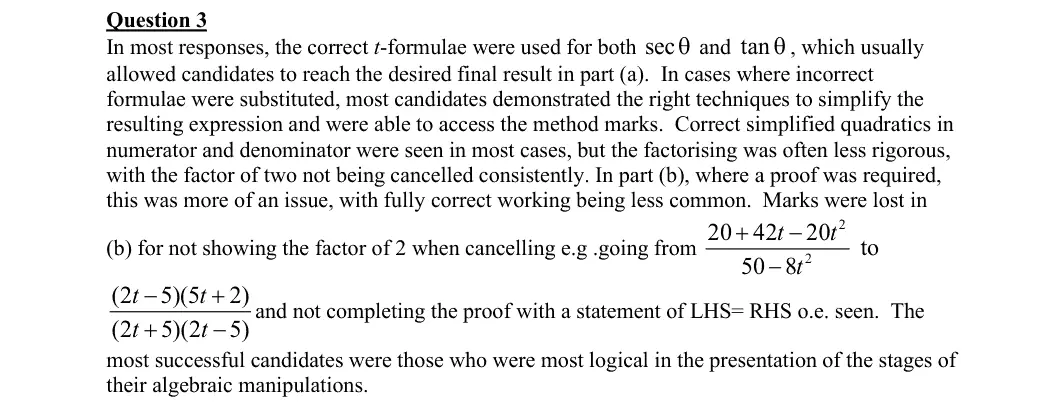 Question 3
In most responses, the correct t-formulae were used for both sec θ and tan θ , which usually
allowed candidates to reach the desired final result in part (a).  In cases where incorrect
formulae were substituted, most candidates demonstrated the right techniques to simplify the
resulting expression and were able to access the method marks.  Correct simplified quadratics in
numerator and denominator were seen in most cases, but the factorising was often less rigorous,
with the factor of two not being cancelled consistently. In part (b), where a proof was required,
this was more of an issue, with fully correct working being less common.  Marks were lost in
(b) for not showing the factor of 2 when cancelling e.g .going from (20 + 42t – 20t²)/(50 – 8t²) to
((2t – 5)(5t + 2))/((2t + 5)(2t – 5)) and not completing the proof with a statement of LHS= RHS o.e. seen.  The
most successful candidates were those who were most logical in the presentation of the stages of
their algebraic manipulations.